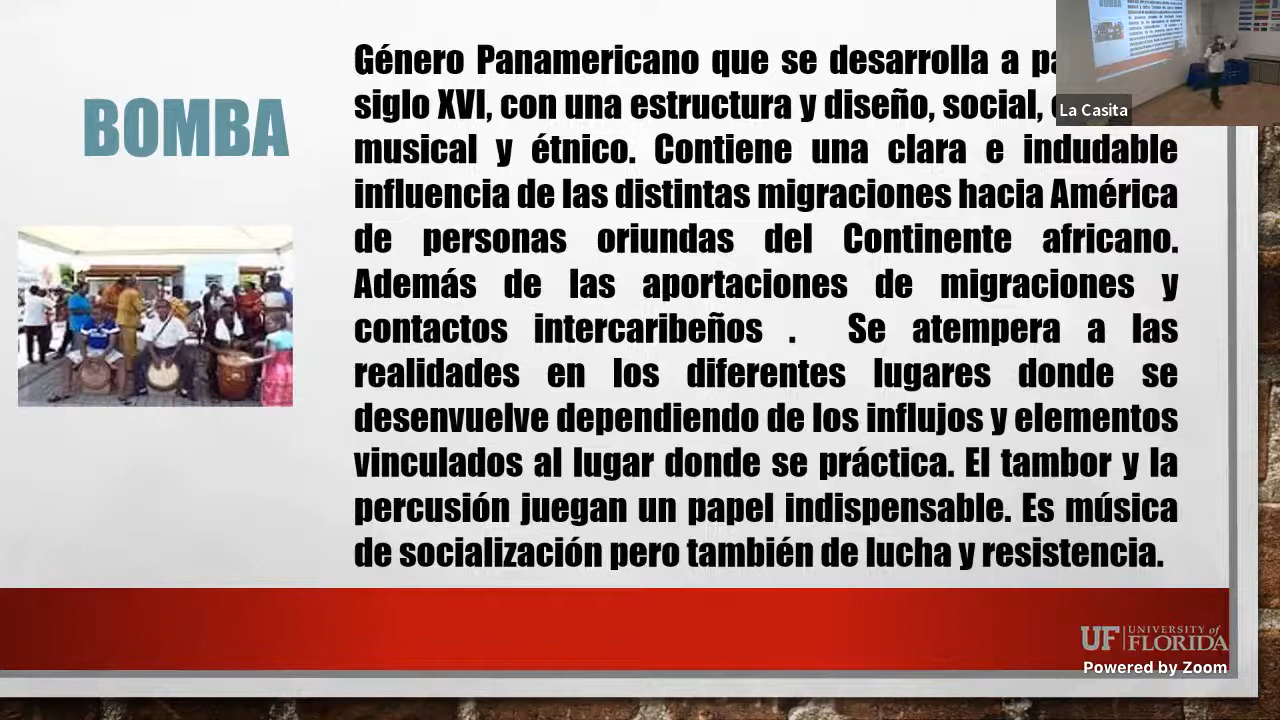 BOMBA
Género Panamericano que se desarrolla a
siglo XVI, con una estructura y diseño, social,
musical y étnico. Contiene una clara e indudable
influencia de las distintas migraciones hacia América
de personas oriundas del Continente africano.
Además de las aportaciones de migraciones y
contactos intercaribeños . Se atempera a las
realidades en los diferentes lugares donde se
desenvuelve dependiendo de los influjos y elementos
vinculados al lugar donde se práctica. El tambor y la
percusión juegan un papel indispensable. Es música
de socialización pero también de lucha y resistencia.
La Casita
UF UNIVERSITY of
FLORIDA
Powered by Zoom